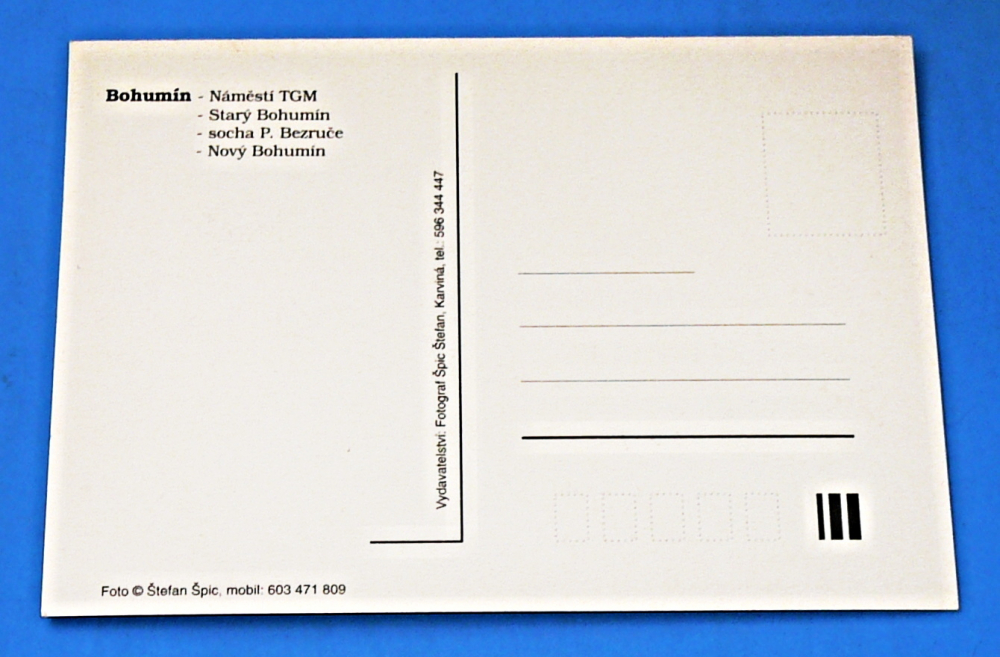 Bohumín - Náměstí TGM
- Starý Bohumín
- socha P. Bezruče
- Nový Bohumín
Vydavatelství: Fotograf Špic Štefan, Karviná, tel.: 596 344 447
Foto © Štefan Špic, mobil: 603 471 809